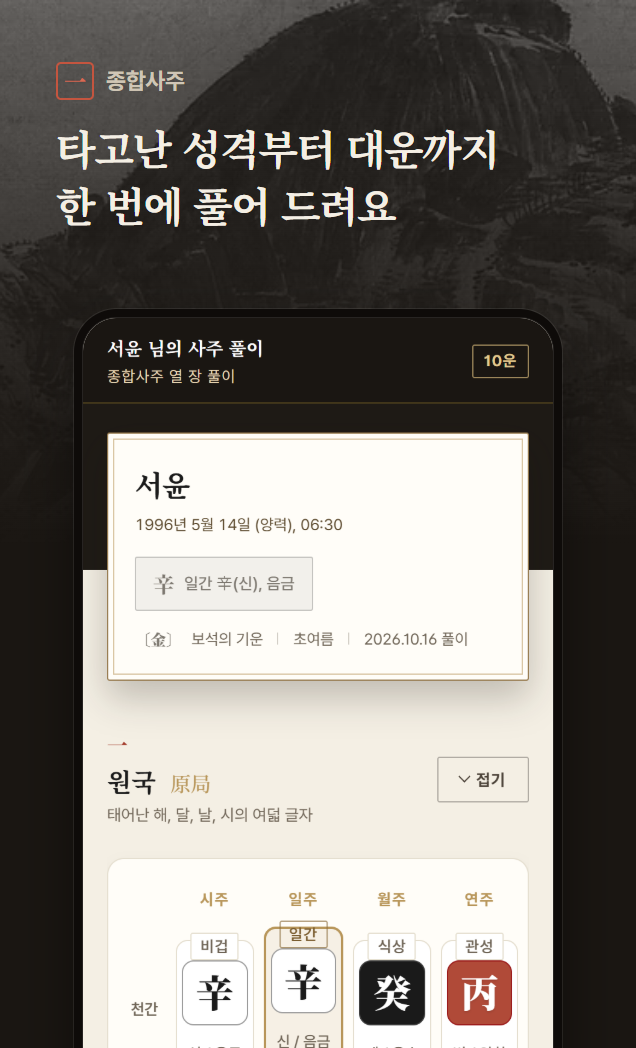 一 종합사주
타고난 성격부터 대운까지
한 번에 풀어 드려요
서윤 님의 사주 풀이
종합사주 열 장 풀이
10운
서윤
1996년 5월 14일 (양력), 06:30
辛 일간 辛(신), 음금
〔金〕 보석의 기운 | 초여름 | 2026.10.16 풀이
一
원국 原局
접기
태어난 해, 달, 날, 시의 여덟 글자
시주 일주 월주 연주
비겁 일간 식상 관성
천간 辛 辛 癸 丙
신 / 음금